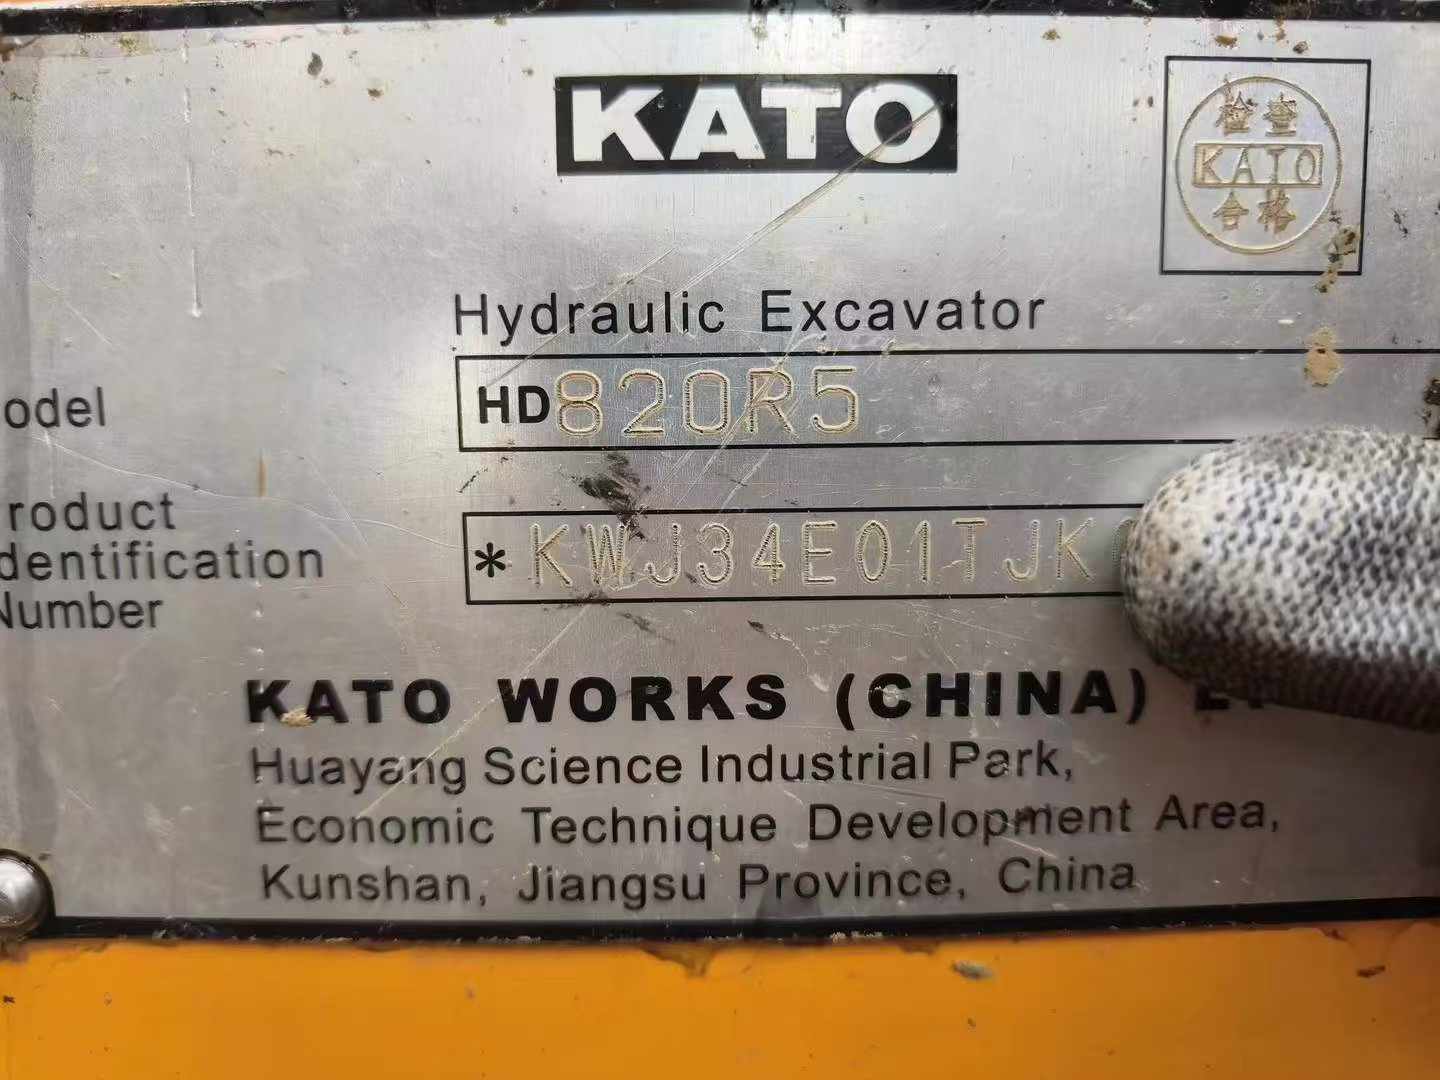 KATO
检查
KATO
合格
Hydraulic Excavator
odel
HD820R5
roduct
dentification
Number
*KWJ34E01TJK
KATO WORKS (CHINA)
Huayang Science Industrial Park,
Economic Technique Development Area,
Kunshan, Jiangsu Province, China